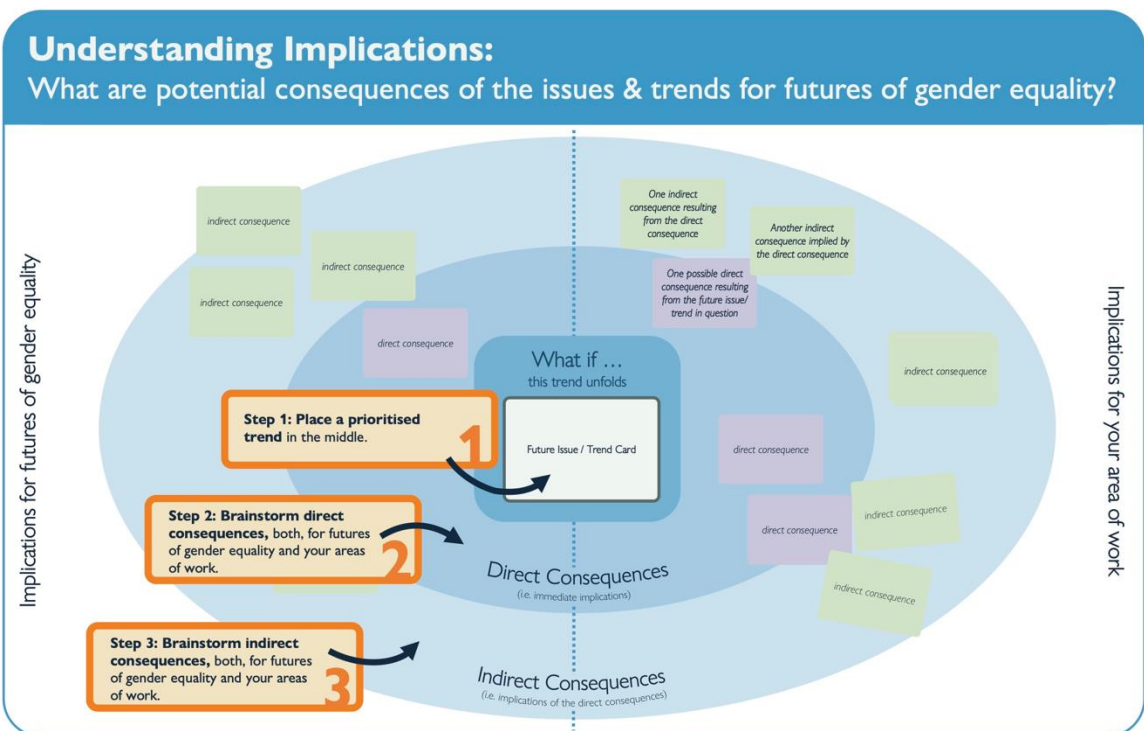 Understanding Implications:
What are potential consequences of the issues & trends for futures of gender equality?
Implications for futures of gender equality
indirect consequence
indirect consequence
indirect consequence
direct consequence
One indirect
consequence resulting
from the direct
consequence
Another indirect
consequence implied by
the direct consequence
One possible direct
consequence resulting
from the future issue/
trend in question
What if …
this trend unfolds
Future Issue / Trend Card
Step 1: Place a prioritised
trend in the middle.
1
Step 2: Brainstorm direct
consequences, both, for futures
of gender equality and your areas
of work.
2
Step 3: Brainstorm indirect
consequences, both, for futures
of gender equality and your areas
of work.
3
indirect consequence
direct consequence
direct consequence
indirect consequence
indirect consequence
Direct Consequences
(i.e. immediate implications)
Indirect Consequences
(i.e. implications of the direct consequences)
Implications for your area of work